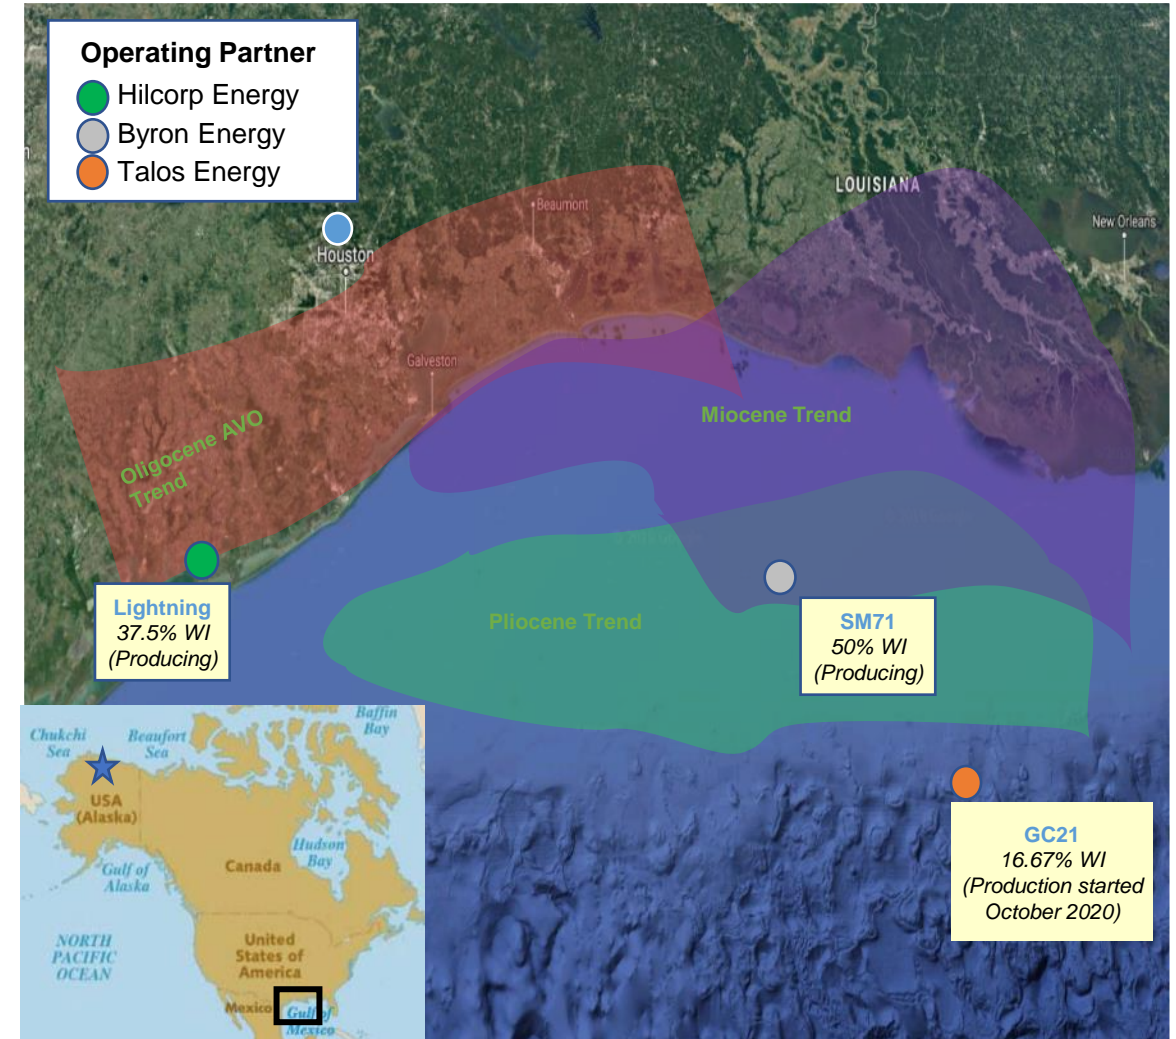 Operating Partner
Hilcorp Energy
Byron Energy
Talos Energy
LOUISIANA
Beaumont
New Orleans
Houston
Galveston
Miocene Trend
Oligocene AVO
Trend
Lightning
37.5% WI
(Producing)
Pliocene Trend
SM71
50% WI
(Producing)
GC21
16.67% WI
(Production started
October 2020)
Chukchi
Sea
Beaufort
Sea
Baffin
Bay
USA
(Alaska)
Gulf of
Alaska
Hudson
Bay
Canada
NORTH
PACIFIC
OCEAN
United
States of
America
Mexico
Gulf of
Mexico